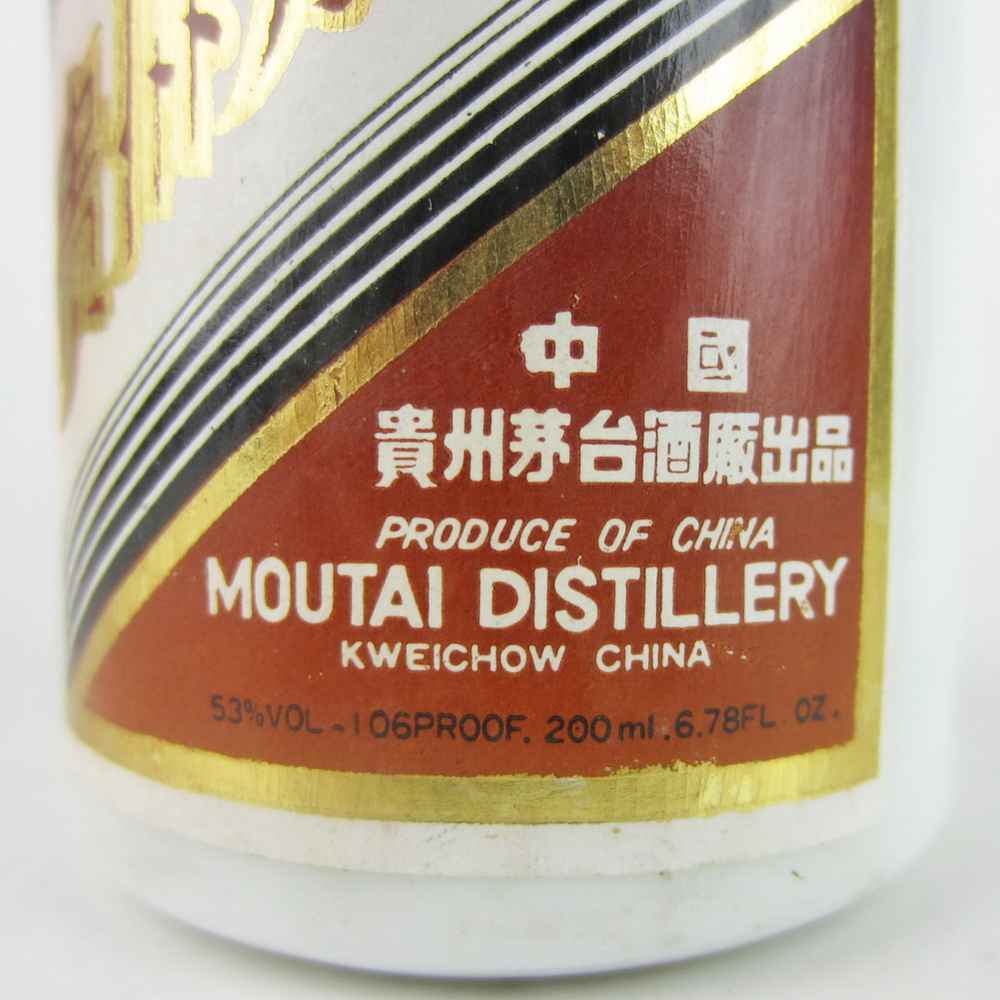 中國
貴州茅台酒廠出品
PRODUCE OF CHINA
MOUTAI DISTILLERY
KWEICHOW CHINA
53%VOL-106PROOF. 200ml.6.78FL OZ.